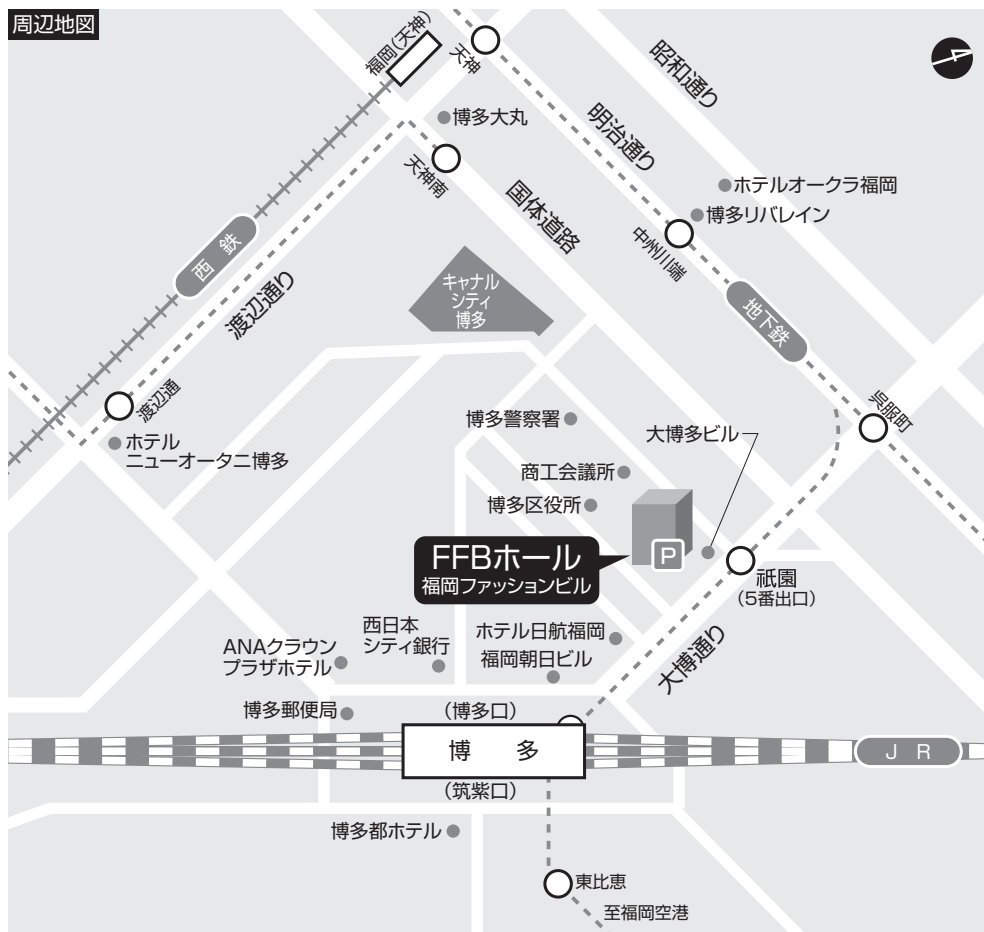 周辺地図
福岡(天神)
天神
昭和通り
博多大丸
明治通り
天神南
国体道路
ホテルオークラ福岡
博多リバレイン
中州川端
西鉄
渡辺通り
キャナル
シティ
博多
地下鉄
渡辺通
呉服町
博多警察署
大博多ビル
ホテル
ニューオータニ博多
商工会議所
博多区役所
FFBホール
福岡ファッションビル
P
祇園
(5番出口)
西日本
シティ銀行
ホテル日航福岡
ANAクラウン
プラザホテル
福岡朝日ビル
大博通り
博多郵便局
(博多口)
博多
JR
(筑紫口)
博多都ホテル
東比恵
至福岡空港